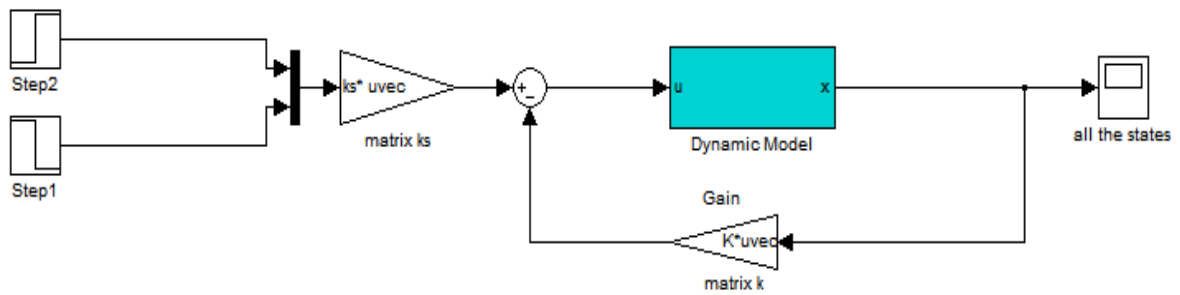 Step2
Step1
ks* uvec
matrix ks
+
−
u
x
Dynamic Model
all the states
Gain
K*uvec
matrix k